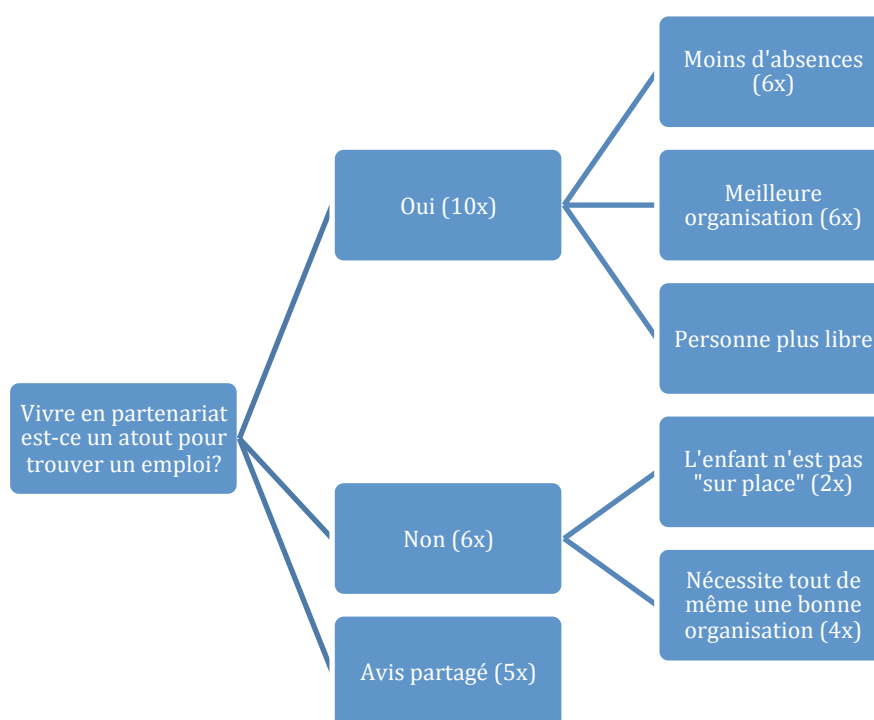 Vivre en partenariat
est-ce un atout pour
trouver un emploi?
Oui (10x)
Moins d'absences
(6x)
Meilleure
organisation (6x)
Personne plus libre
Non (6x)
L'enfant n'est pas
"sur place" (2x)
Nécessite tout de
même une bonne
organisation (4x)
Avis partagé (5x)